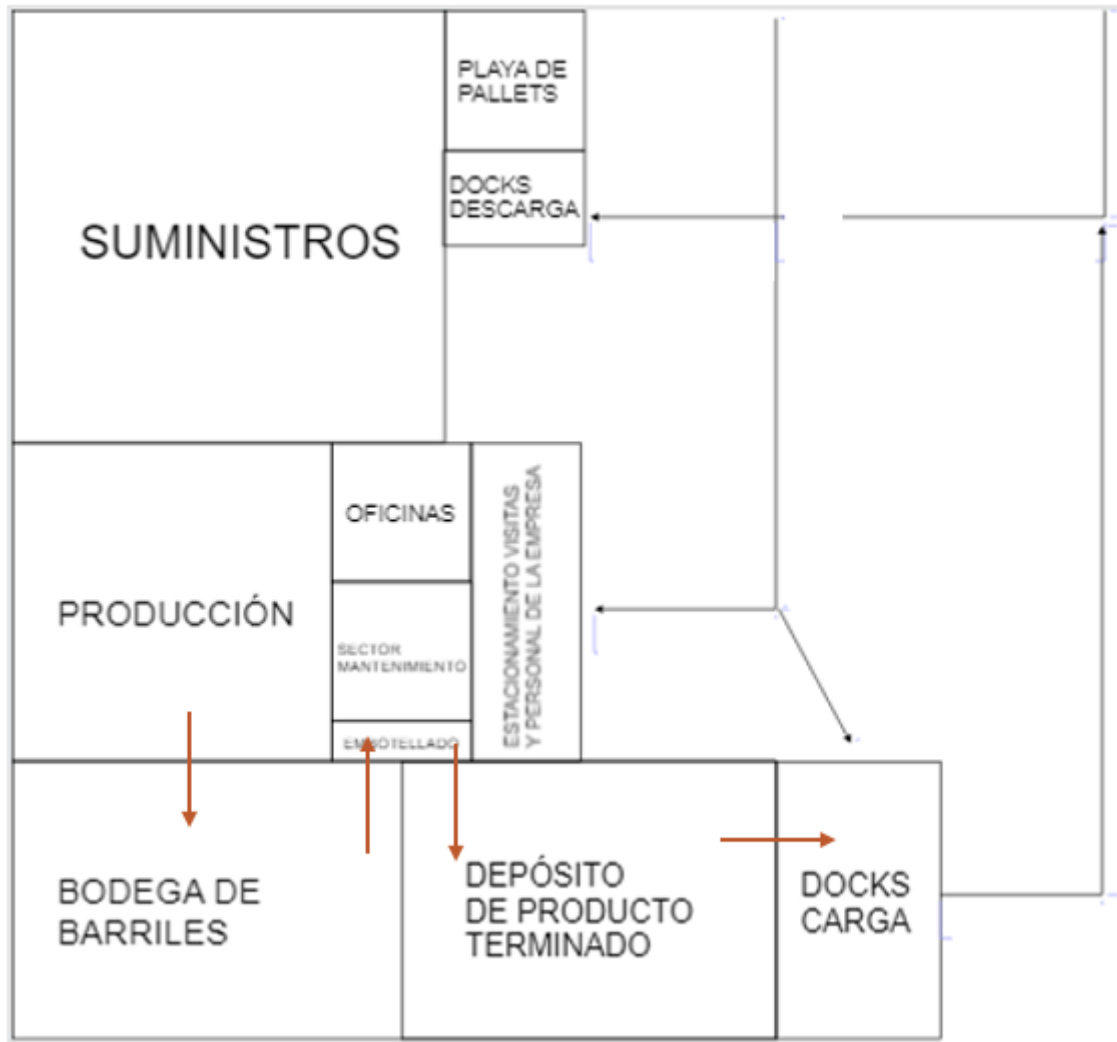 PLAYA DE
PALLETS
DOCKS
DESCARGA
SUMINISTROS
OFICINAS
ESTACIONAMIENTO VISITAS
Y PERSONAL DE LA EMPRESA
PRODUCCIÓN
SECTOR
MANTENIMIENTO
EMBOTELLADO
BODEGA DE
BARRILES
DEPÓSITO
DE PRODUCTO
TERMINADO
DOCKS
CARGA